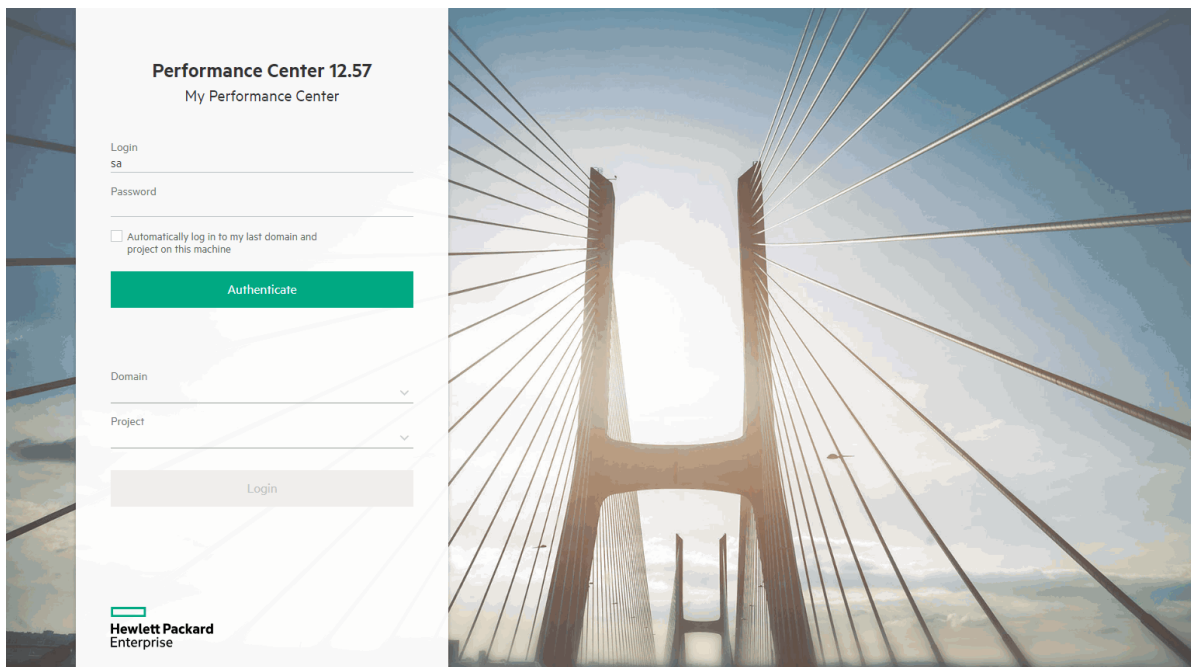 Performance Center 12.57
My Performance Center
Login
sa
Password
Automatically log in to my last domain and
project on this machine
Authenticate
Domain
Project
Login
Hewlett Packard
Enterprise